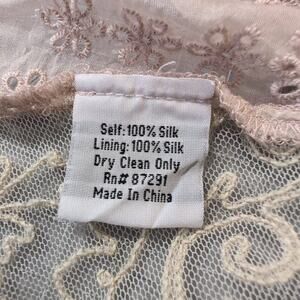 Self: 100% Silk
Lining: 100% Silk
Dry Clean Only
Rn# 87291
Made In China